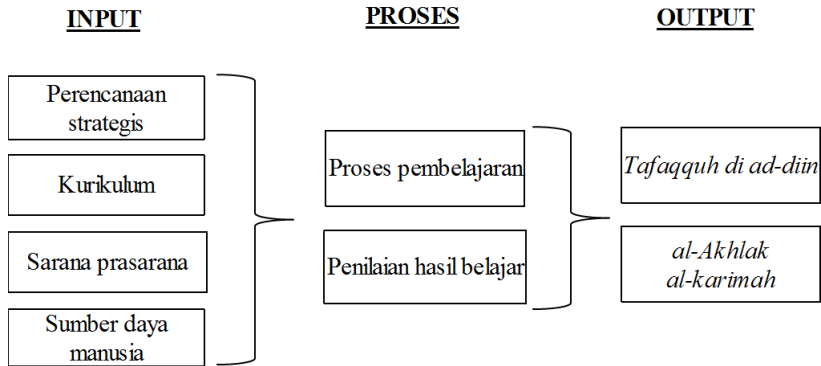 INPUT
Perencanaan
strategis
Kurikulum
Sarana prasarana
Sumber daya
manusia
PROSES
Proses pembelajaran
Penilaian hasil belajar
OUTPUT
Tafaqquh di ad-diin
al-Akhlak
al-karimah